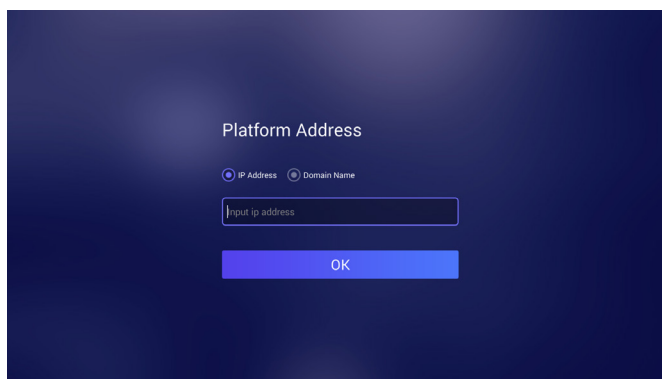 Platform Address
IP Address Domain Name
Input ip address
OK